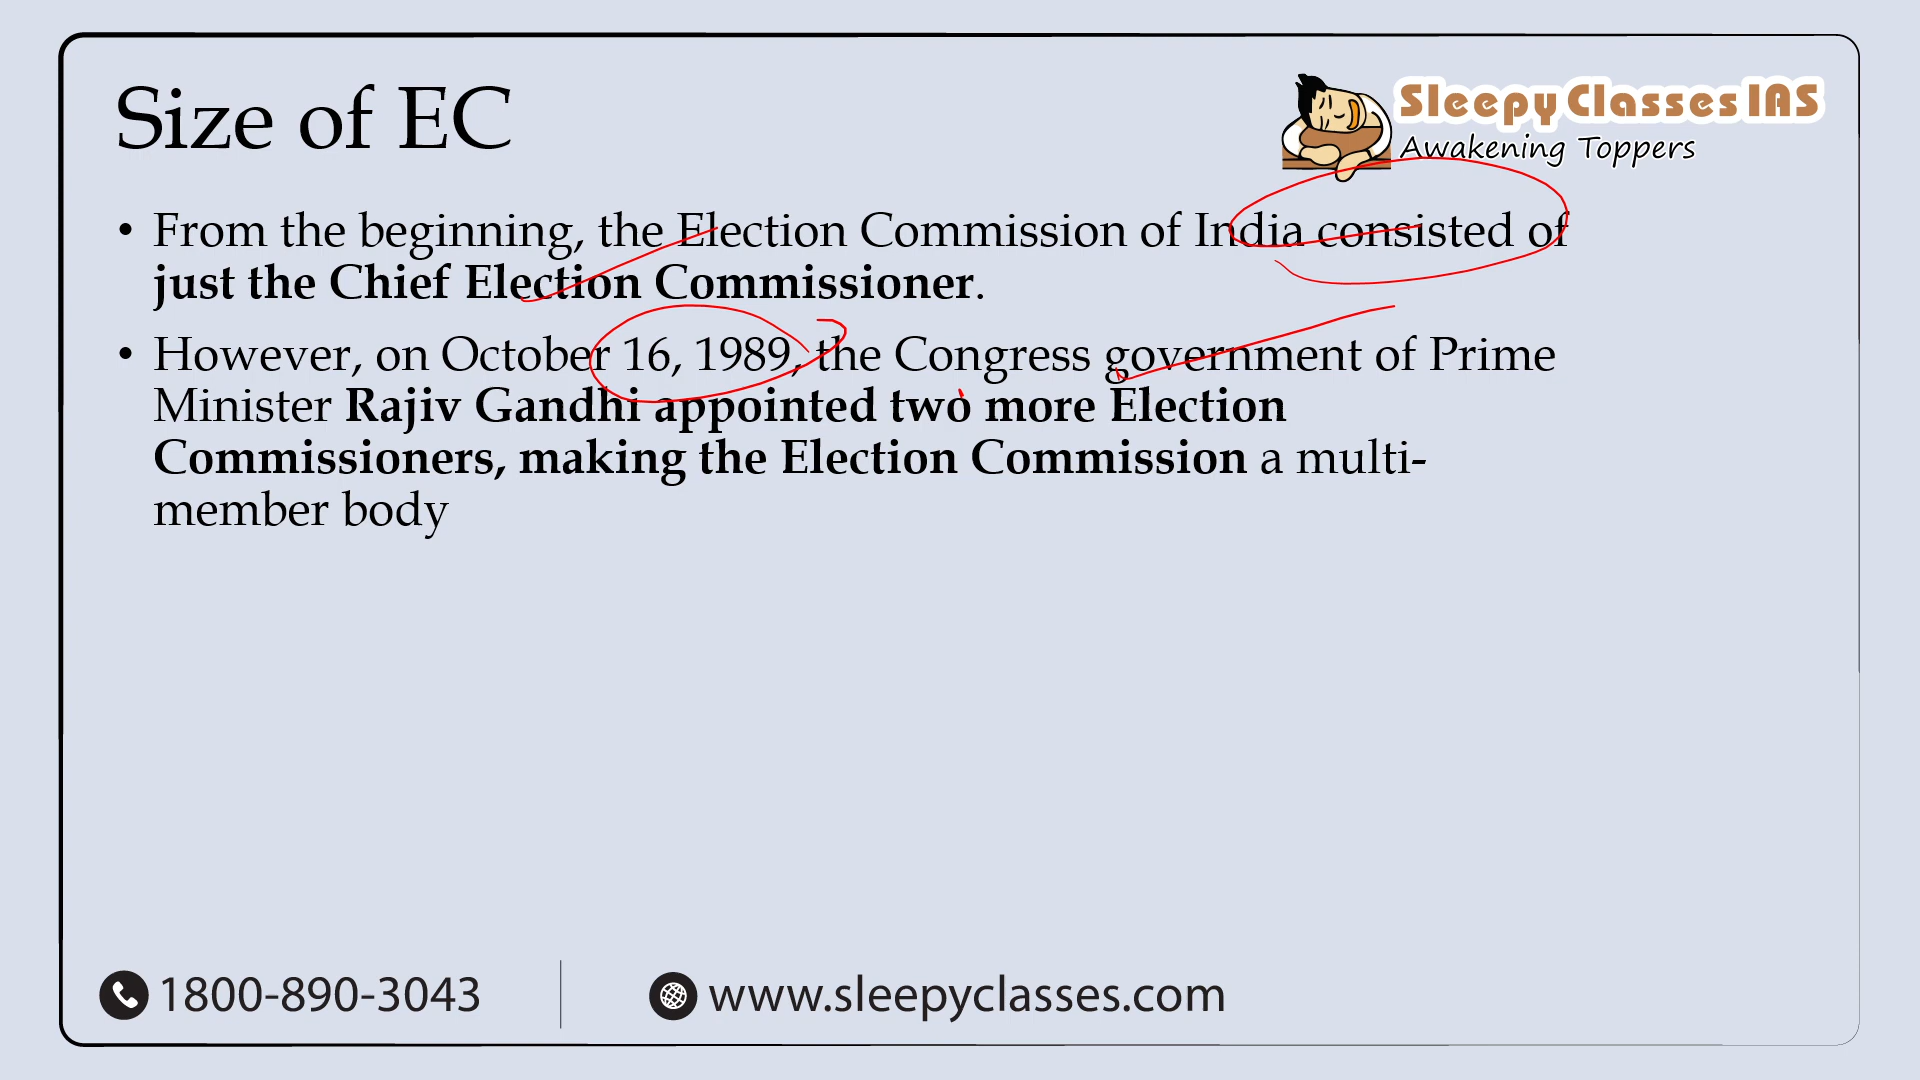 Size of EC
Sleepy Classes IAS
Awakening Toppers
• From the beginning, the Election Commission of India consisted of
just the Chief Election Commissioner.
• However, on October 16, 1989, the Congress government of Prime
Minister Rajiv Gandhi appointed two more Election
Commissioners, making the Election Commission a multi-
member body
1800-890-3043
www.sleepyclasses.com